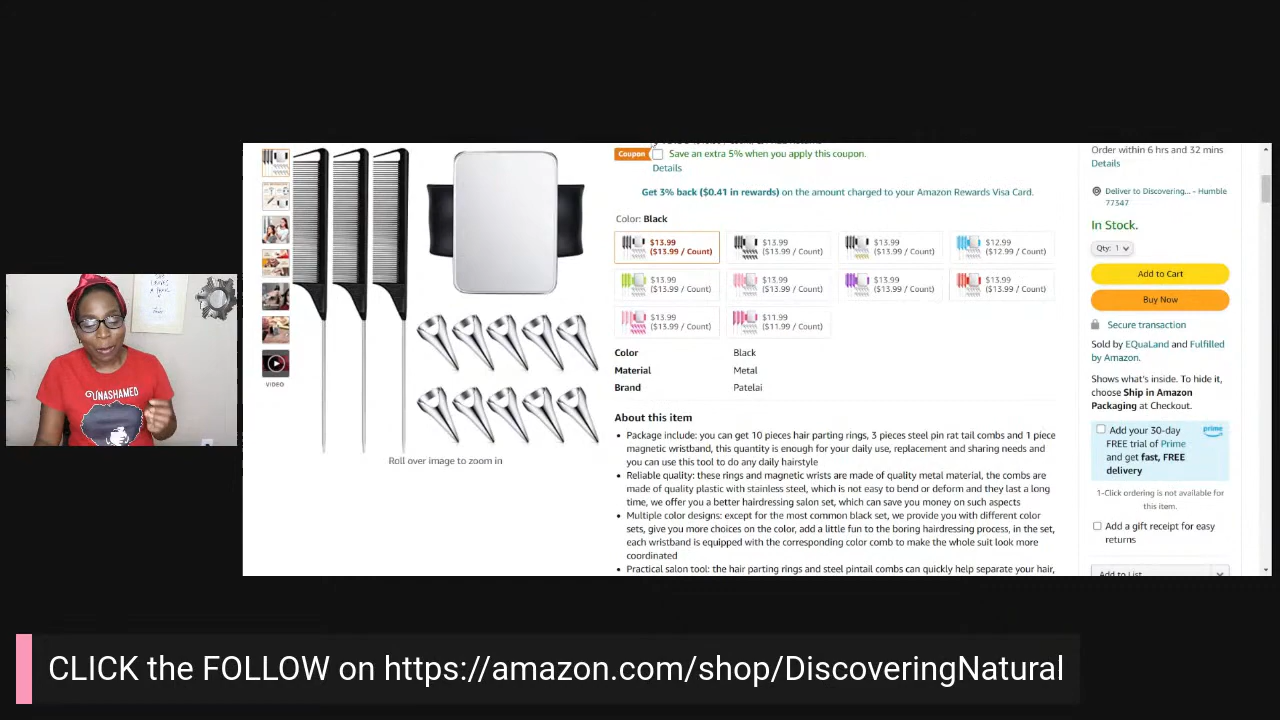 Coupon
Save an extra 5% when you apply this coupon.
Details
Get 3% back ($0.41 in rewards) on the amount charged to your Amazon Rewards Visa Card.
Color: Black
$13.99
($13.99 / Count)
$13.99
($13.99 / Count)
$13.99
($13.99 / Count)
$12.99
($12.99 / Count)
$13.99
($13.99 / Count)
$13.99
($13.99 / Count)
$13.99
($13.99 / Count)
$13.99
($13.99 / Count)
$13.99
($13.99 / Count)
$11.99
($11.99 / Count)
Color Black
Material Metal
Brand Patelai
About this item
• Package include: you can get 10 pieces hair parting rings, 3 pieces steel pin rat tail combs and 1 piece
magnetic wristband, this quantity is enough for your daily use, replacement and sharing needs and
you can use this tool to do any daily hairstyle
• Reliable quality: these rings and magnetic wrists are made of quality metal material, the combs are
made of quality plastic with stainless steel, which is not easy to bend or deform and they last a long
time, we offer you a better hairdressing salon set, which can save you money on such aspects
• Multiple color designs: except for the most common black set, we provide you with different color
sets, give you more choices on the color, add a little fun to the boring hairdressing process, in the set,
each wristband is equipped with the corresponding color comb to make the whole suit look more
coordinated
• Practical salon tool: the hair parting rings and steel pintail combs can quickly help separate your hair,
VIDEO
Roll over image to zoom in
Order within 6 hrs and 32 mins
Details
Deliver to Discovering... - Humble
77347
In Stock.
Qty: 1
Add to Cart
Buy Now
Secure transaction
Sold by EQuaLand and Fulfilled
by Amazon.
Shows what's inside. To hide it,
choose Ship in Amazon
Packaging at Checkout.
Add your 30-day
FREE trial of Prime
and get fast, FREE
delivery
prime
1-Click ordering is not available for
this item.
Add a gift receipt for easy
returns
Add to List
UNASHAMED
CLICK the FOLLOW on https://amazon.com/shop/DiscoveringNatural